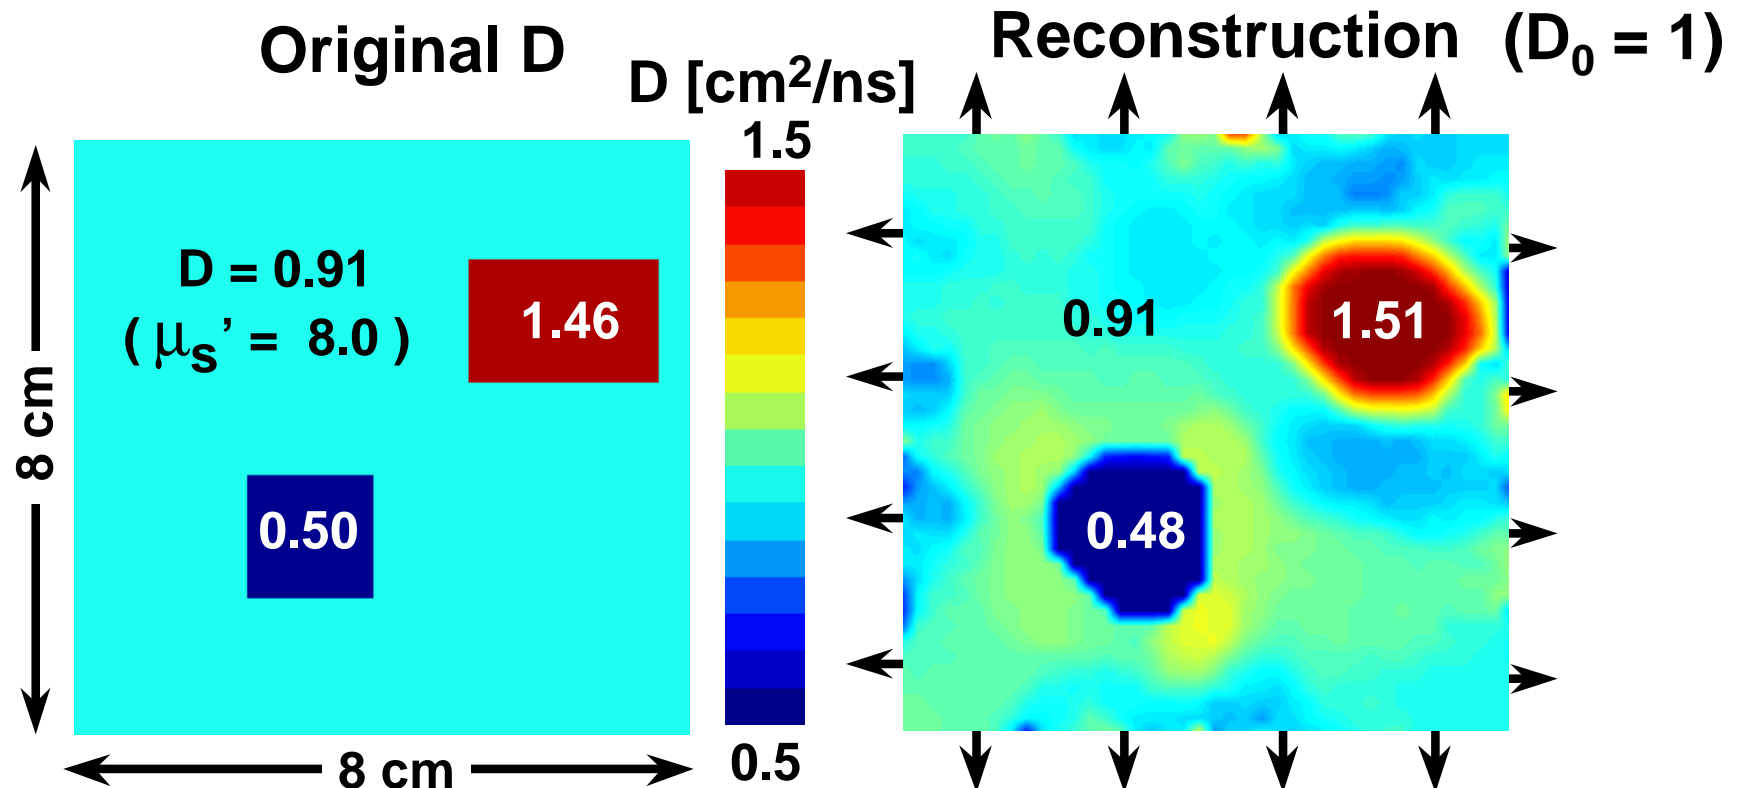 Original D
Reconstruction (D₀ = 1)
D [cm²/ns]
1.5
D = 0.91
( μs’ = 8.0 )
1.46
0.91
1.51
8 cm
0.50
0.48
0.5
8 cm